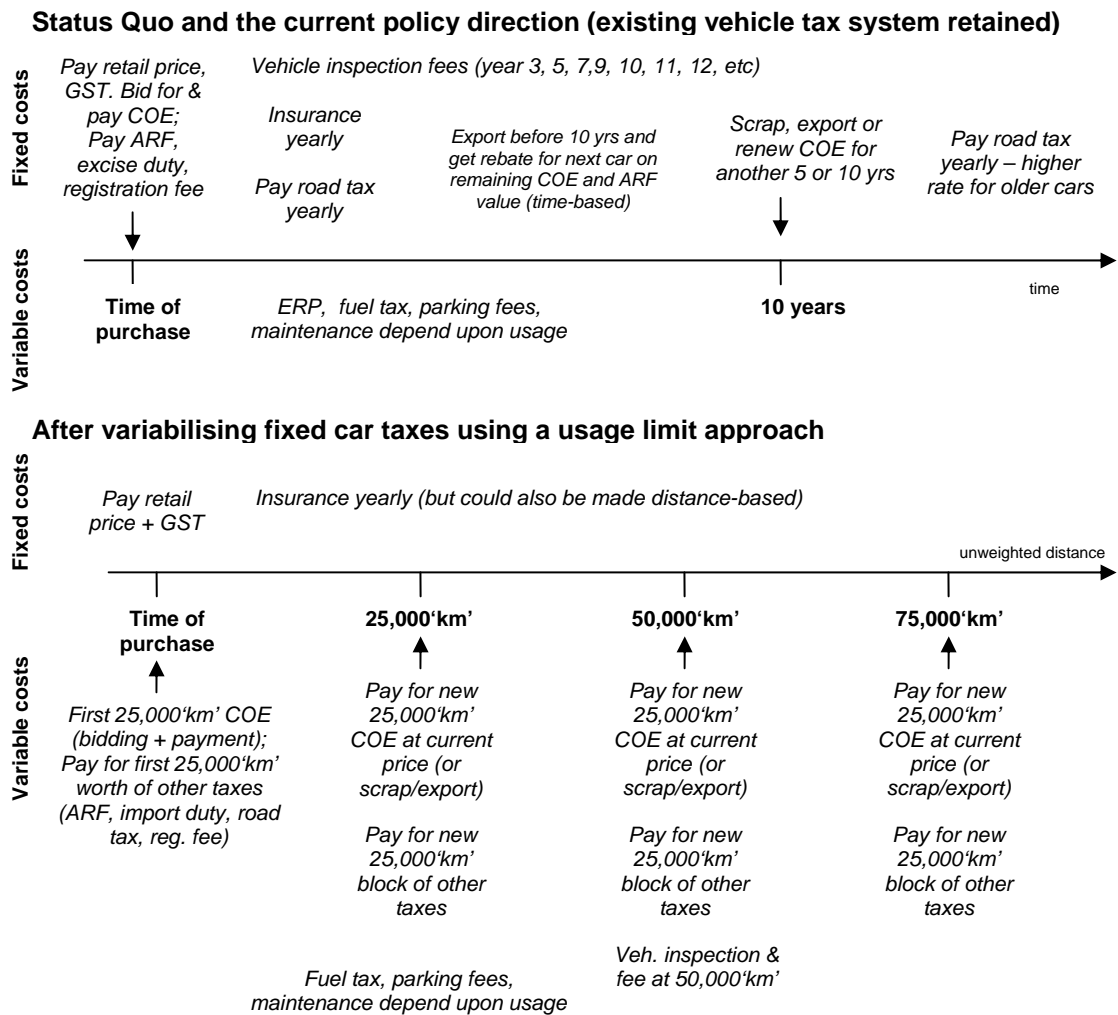 Status Quo and the current policy direction (existing vehicle tax system retained)
Fixed costs
Pay retail price,
GST. Bid for &
pay COE;
Pay ARF,
excise duty,
registration fee
Vehicle inspection fees (year 3, 5, 7,9, 10, 11, 12, etc)
Insurance
yearly
Pay road tax
yearly
Export before 10 yrs and
get rebate for next car on
remaining COE and ARF
value (time-based)
Scrap, export or
renew COE for
another 5 or 10 yrs
Pay road tax
yearly – higher
rate for older cars
time
Variable costs
Time of
purchase
ERP, fuel tax, parking fees,
maintenance depend upon usage
10 years
After variabilising fixed car taxes using a usage limit approach
Fixed costs
Pay retail
price + GST
Insurance yearly (but could also be made distance-based)
unweighted distance
Variable costs
Time of
purchase
First 25,000‘km’ COE
(bidding + payment);
Pay for first 25,000‘km’
worth of other taxes
(ARF, import duty, road
tax, reg. fee)
25,000‘km’
Pay for new
25,000‘km’
COE at current
price (or
scrap/export)
Pay for new
25,000‘km’
block of other
taxes
50,000‘km’
Pay for new
25,000‘km’
COE at current
price (or
scrap/export)
Pay for new
25,000‘km’
block of other
taxes
75,000‘km’
Pay for new
25,000‘km’
COE at current
price (or
scrap/export)
Pay for new
25,000‘km’
block of other
taxes
Fuel tax, parking fees,
maintenance depend upon usage
Veh. inspection &
fee at 50,000‘km’